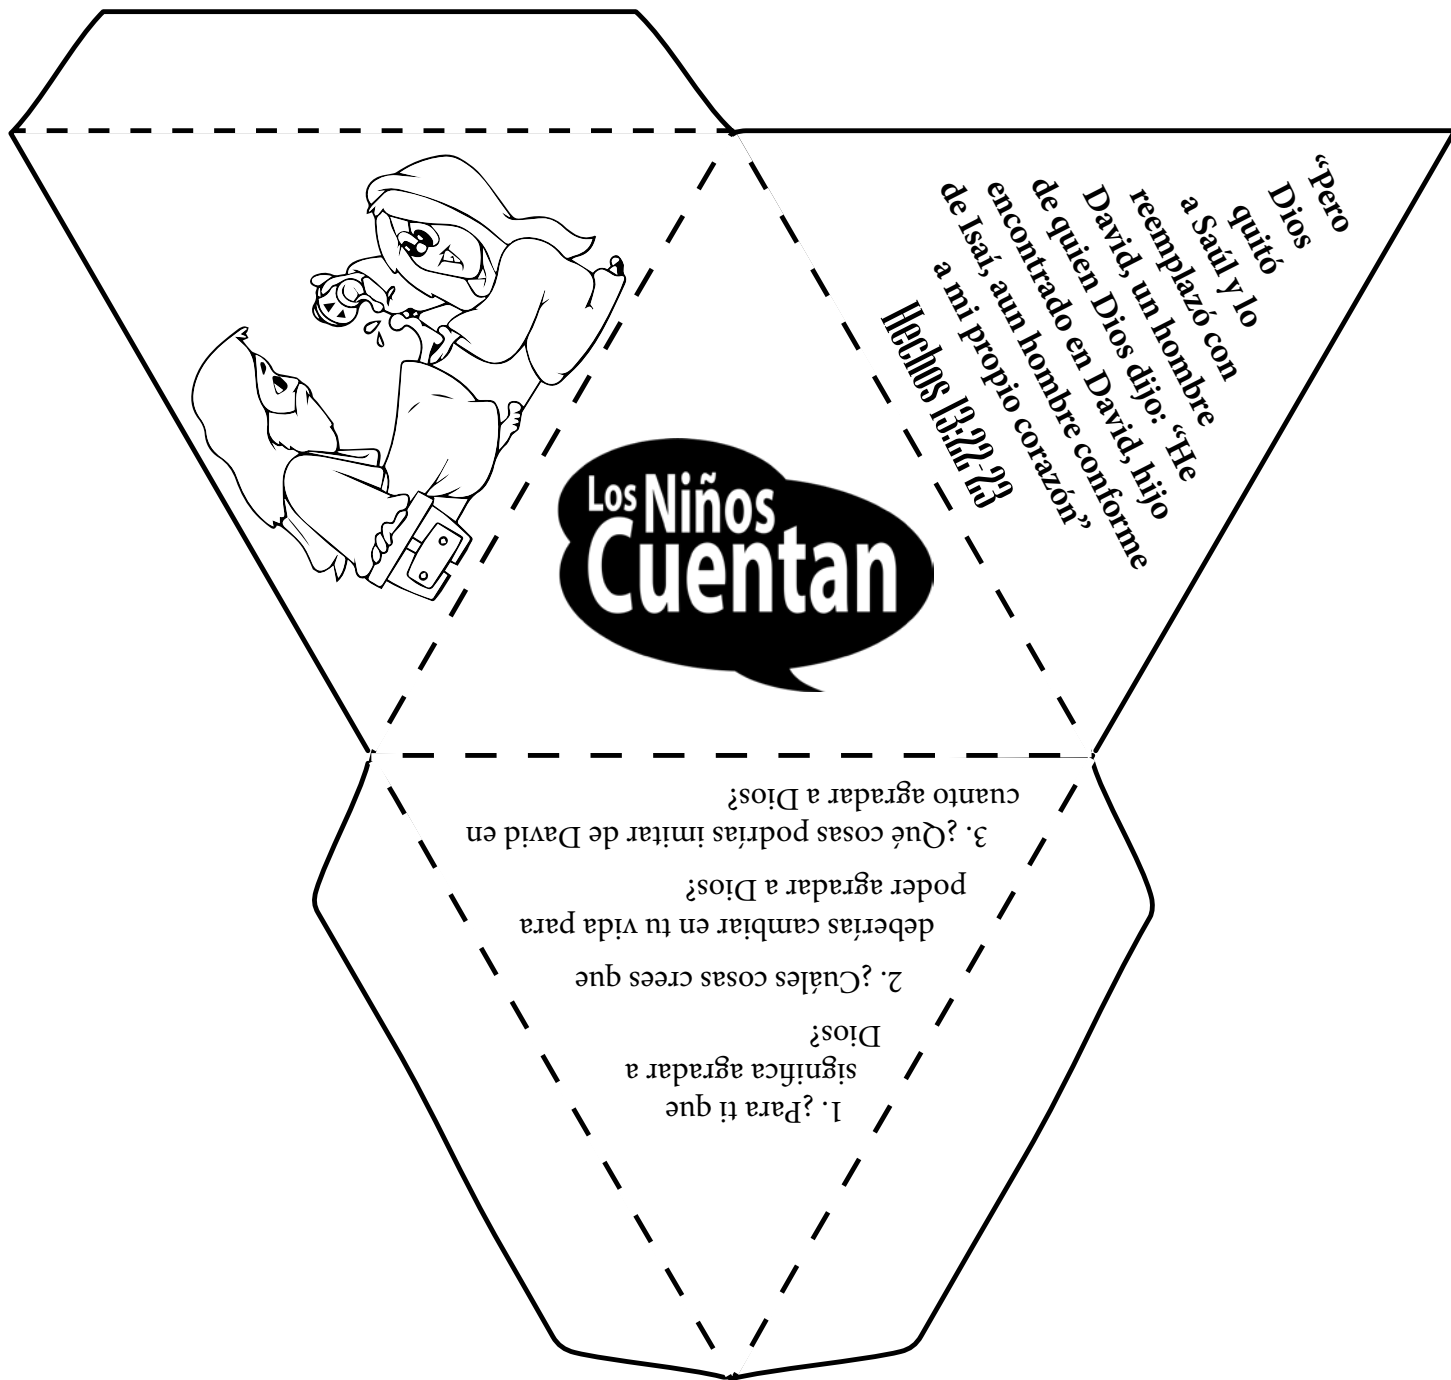 Los Niños
Cuentan
“Pero
Dios
quitó
a Saúl y lo
reemplazó con
David, un hombre
de quien Dios dijo: “He
encontrado en David, hijo
de Isaí, aun hombre conforme
a mi propio corazón”
Hechos 13:22-23
1. ¿Para ti que
significa agradar a
Dios?
2. ¿Cuáles cosas crees que
deberías cambiar en tu vida para
poder agradar a Dios?
3. ¿Qué cosas podrías imitar de David en
cuanto agradar a Dios?